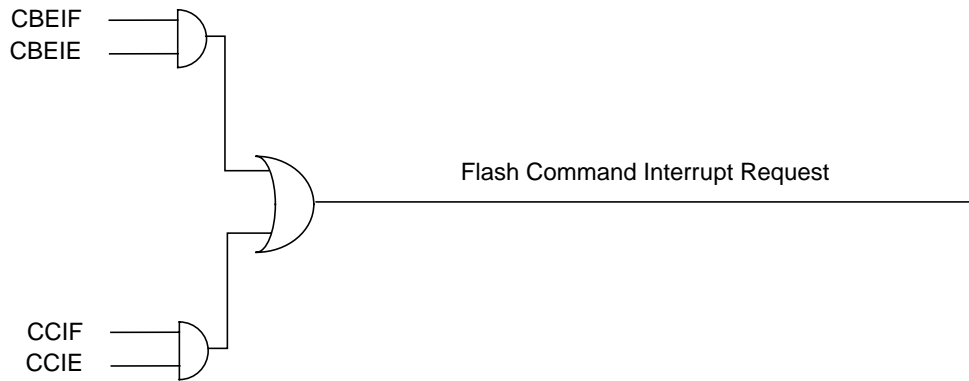 CBEIF
CBEIE
Flash Command Interrupt Request
CCIF
CCIE